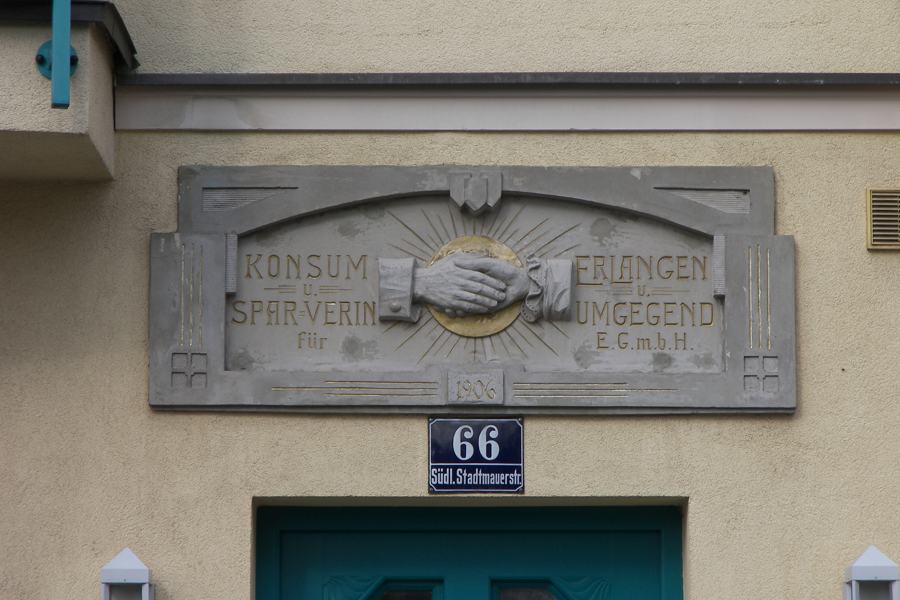 KONSUM
u.
SPAR=VERIN
für
ERLANGEN
u.
UMGEGEND
E.G.m.b.H.
1906
66
Südl. Stadtmauerstr.